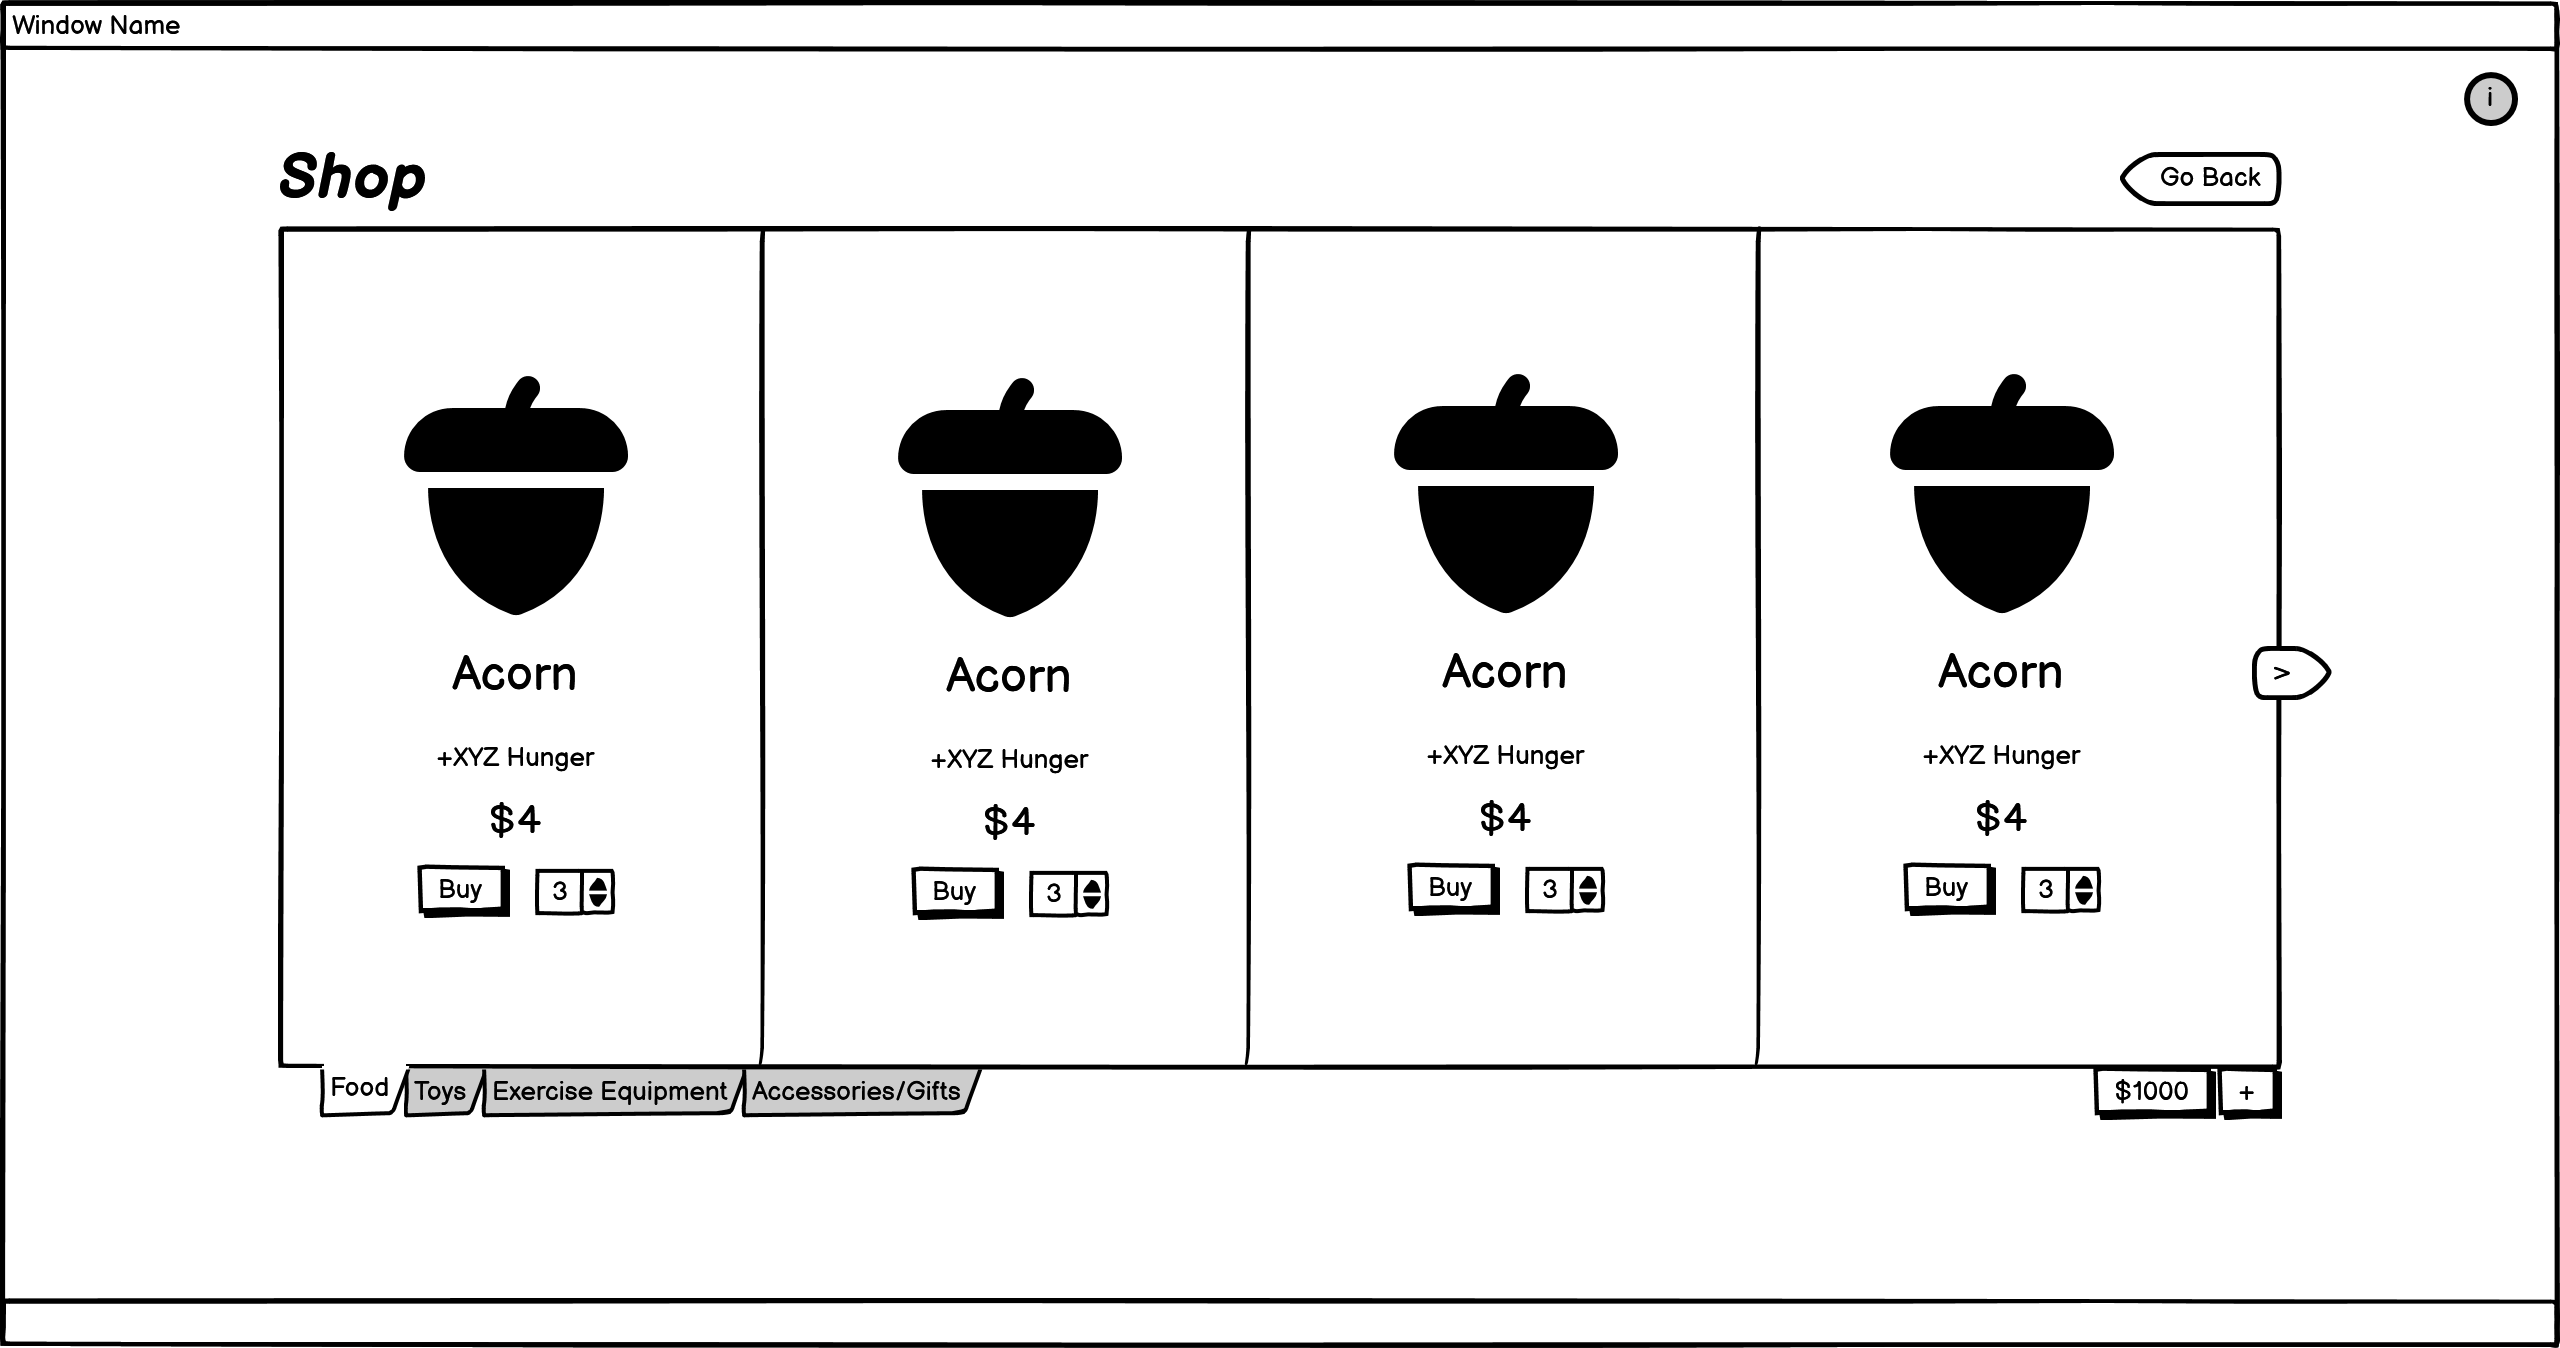 Window Name
i
Shop
Go Back
Acorn
+XYZ Hunger
$4
Buy
3
Acorn
+XYZ Hunger
$4
Buy
3
Acorn
+XYZ Hunger
$4
Buy
3
Acorn
+XYZ Hunger
$4
Buy
3
>
Food
Toys
Exercise Equipment
Accessories/Gifts
$1000
+